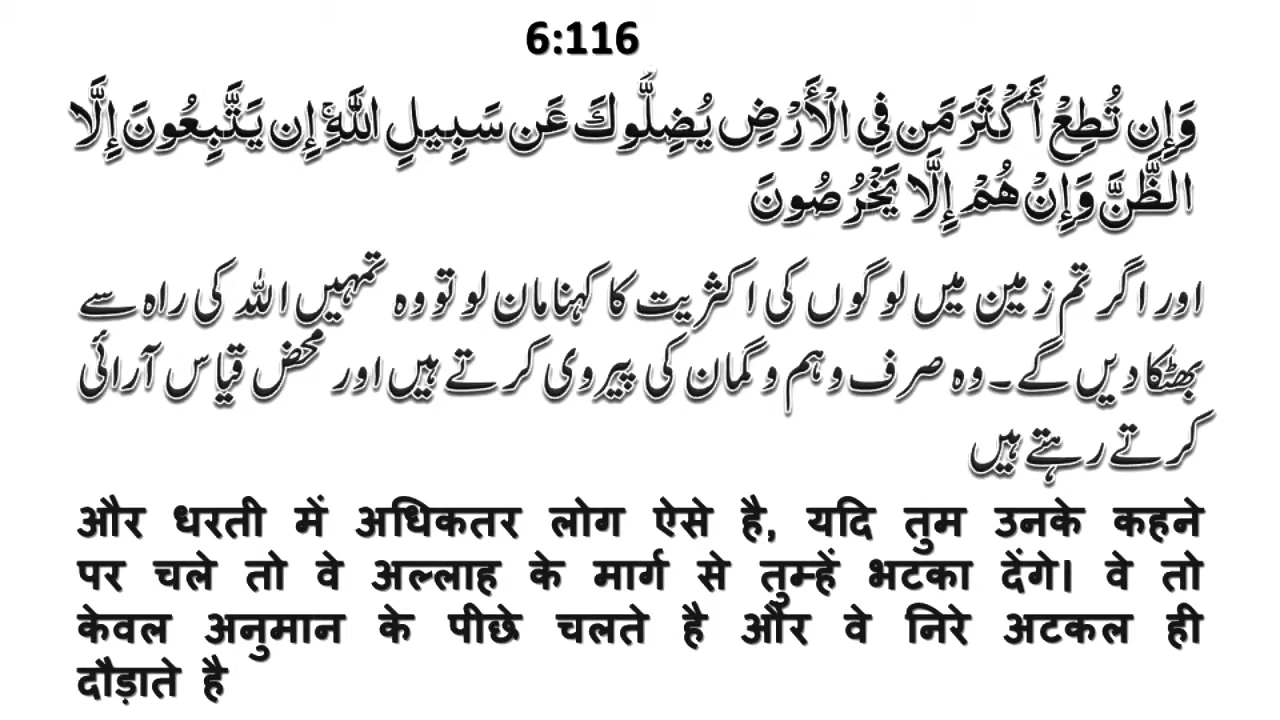 6:116
وَإِن تُطِعْ أَكْثَرَ مَن فِي الْأَرْضِ يُضِلُّوكَ عَن سَبِيلِ اللَّهِ ۚ إِن يَتَّبِعُونَ إِلَّا
الظَّنَّ وَإِنْ هُمْ إِلَّا يَخْرُصُونَ
اور اگر تم زمین میں لوگوں کی اکثریت کا کہنا مان لو تو وہ تمہیں اللہ کی راہ سے
بھٹکا دیں گے۔ وہ صرف وہم و گمان کی پیروی کرتے ہیں اور محض قیاس آرائی
کرتے رہتے ہیں
और धरती में अधिकतर लोग ऐसे है, यदि तुम उनके कहने
पर चले तो वे अल्लाह के मार्ग से तुम्हें भटका देंगे। वे तो
केवल अनुमान के पीछे चलते है और वे निरे अटकल ही
दौड़ाते है